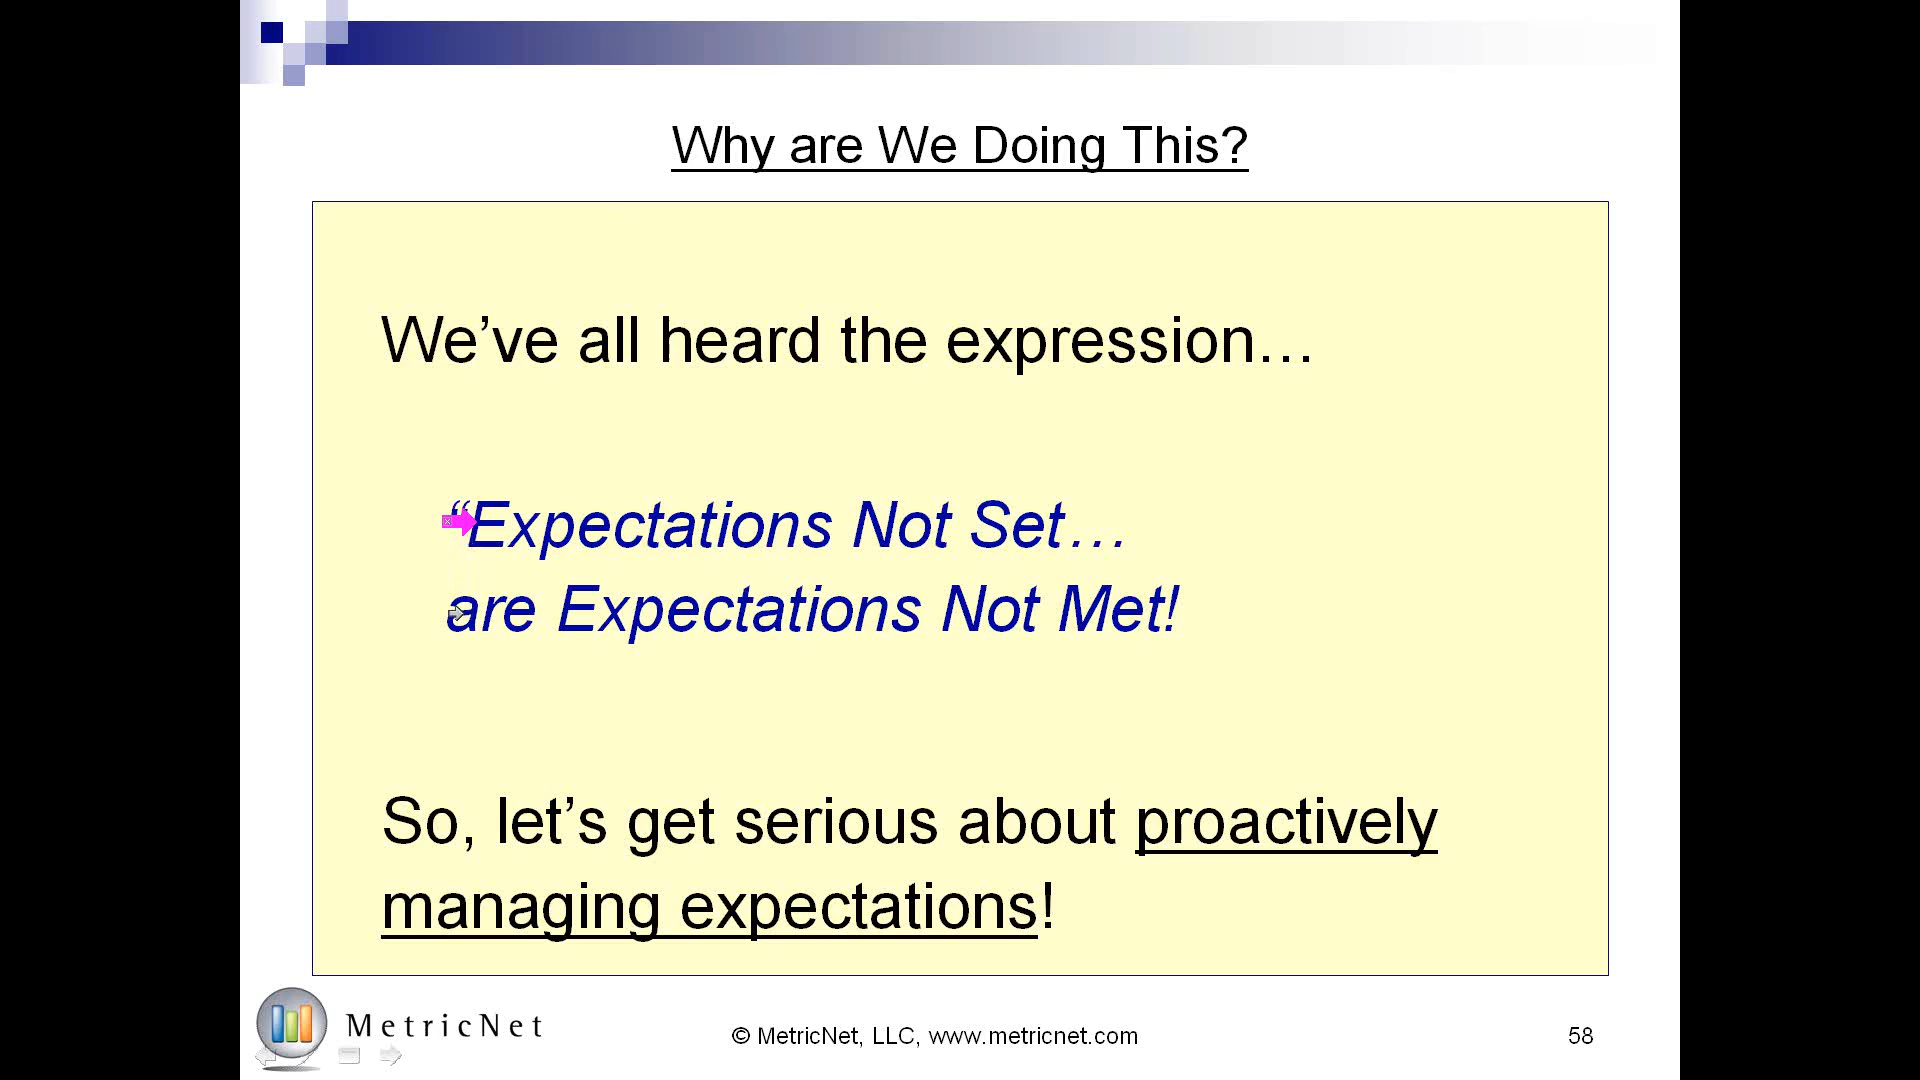 Why are We Doing This?
We’ve all heard the expression…
“Expectations Not Set…
are Expectations Not Met!
So, let’s get serious about proactively
managing expectations!
MetricNet
© MetricNet, LLC, www.metricnet.com
58